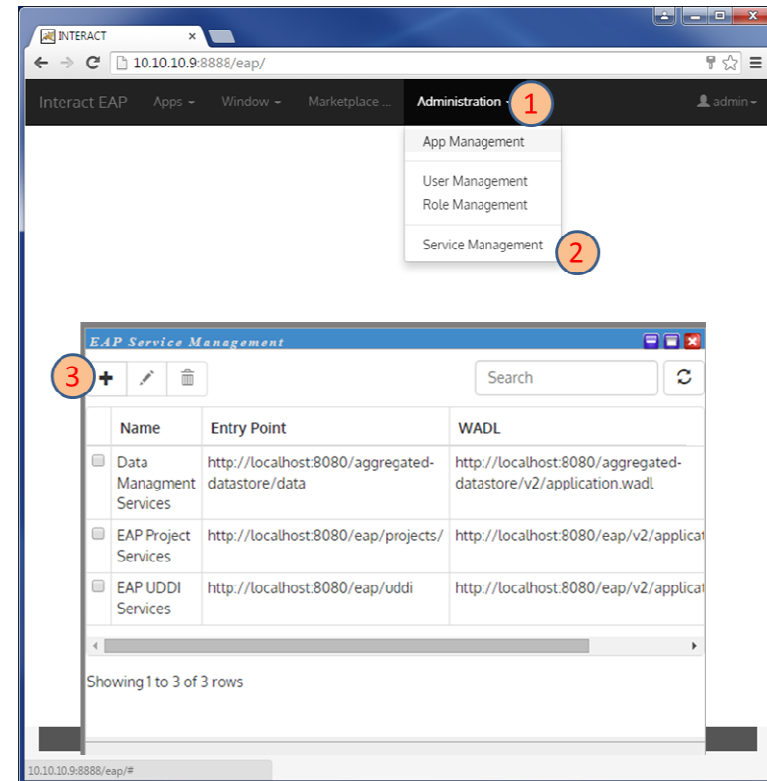 INTERACT
10.10.10.9:8888/eap/
Interact EAP Apps Window Marketplace ... Administration 1 admin
App Management
User Management
Role Management
Service Management 2
EAP Service Management
3 Search
Name Entry Point WADL
Data http://localhost:8080/aggregated- http://localhost:8080/aggregated-
Managment datastore/data datastore/v2/application.wadl
Services
EAP Project http://localhost:8080/eap/projects/ http://localhost:8080/eap/v2/applicat
Services
EAP UDDI http://localhost:8080/eap/uddi http://localhost:8080/eap/v2/applicat
Services
Showing 1 to 3 of 3 rows
10.10.10.9:8888/eap/#